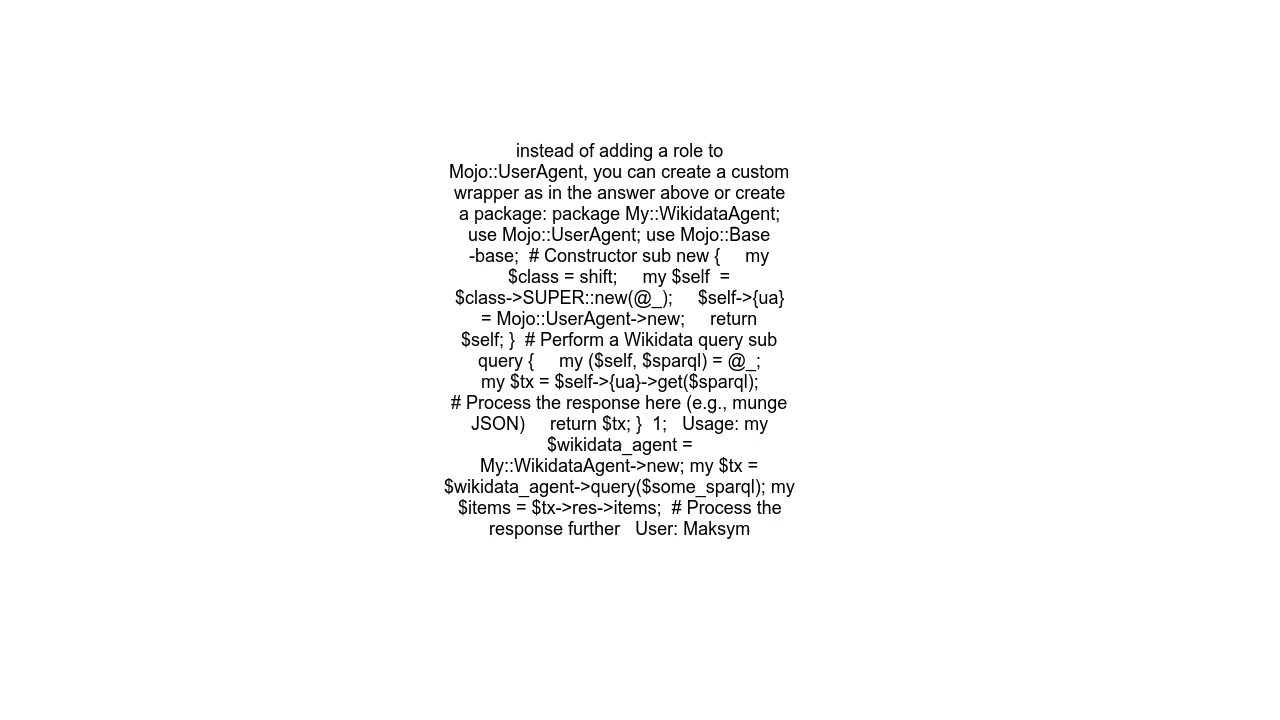 instead of adding a role to
Mojo::UserAgent, you can create a custom
wrapper as in the answer above or create
a package: package My::WikidataAgent;
use Mojo::UserAgent; use Mojo::Base
-base;  # Constructor sub new {     my
$class = shift;     my $self  =
$class->SUPER::new(@_);     $self->{ua}
= Mojo::UserAgent->new;     return
$self; }  # Perform a Wikidata query sub
query {     my ($self, $sparql) = @_;
my $tx = $self->{ua}->get($sparql);
# Process the response here (e.g., munge
JSON)     return $tx; }  1;   Usage: my
$wikidata_agent =
My::WikidataAgent->new; my $tx =
$wikidata_agent->query($some_sparql); my
$items = $tx->res->items;  # Process the
response further   User: Maksym